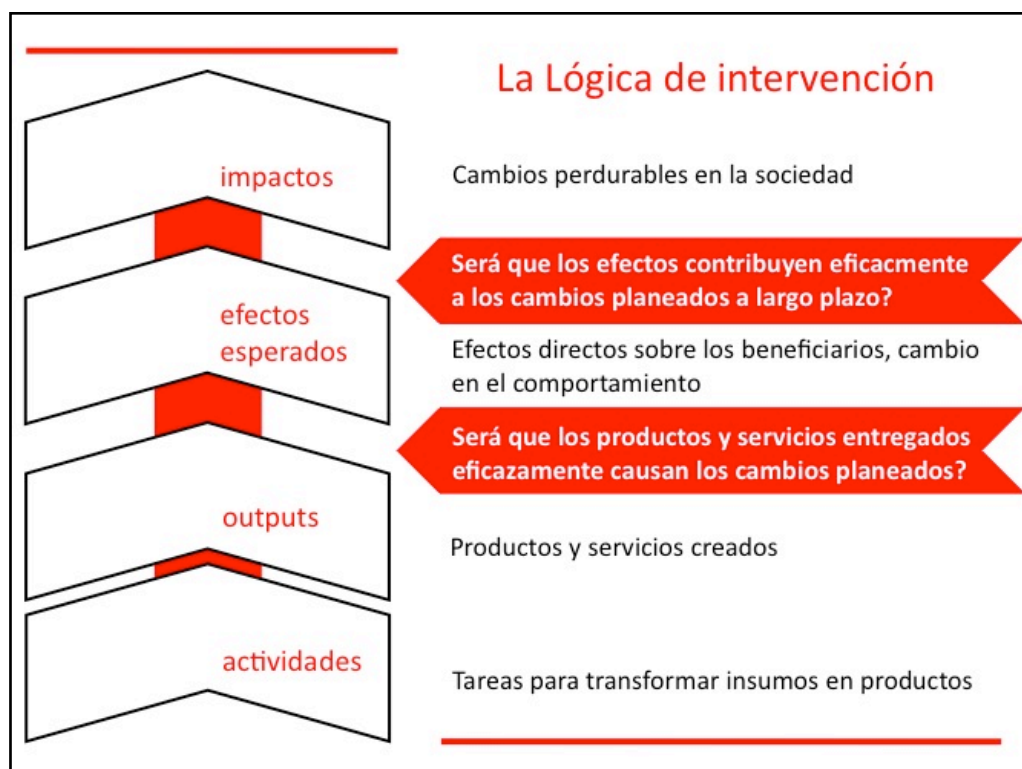 La Lógica de intervención
impactos
Cambios perdurables en la sociedad
Será que los efectos contribuyen eficacmente
a los cambios planeados a largo plazo?
efectos
esperados
Efectos directos sobre los beneficiarios, cambio
en el comportamiento
Será que los productos y servicios entregados
eficazamente causan los cambios planeados?
outputs
Productos y servicios creados
actividades
Tareas para transformar insumos en productos